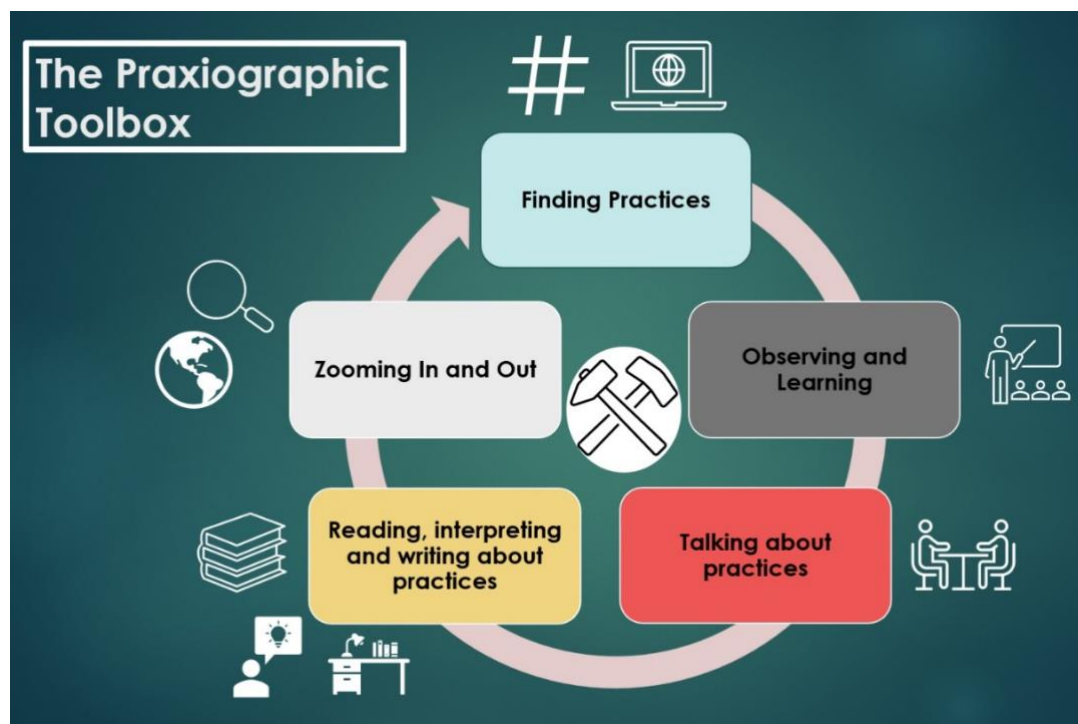 The Praxiographic
Toolbox
#
Finding Practices
Observing and
Learning
Talking about
practices
Reading, interpreting
and writing about
practices
Zooming In and Out